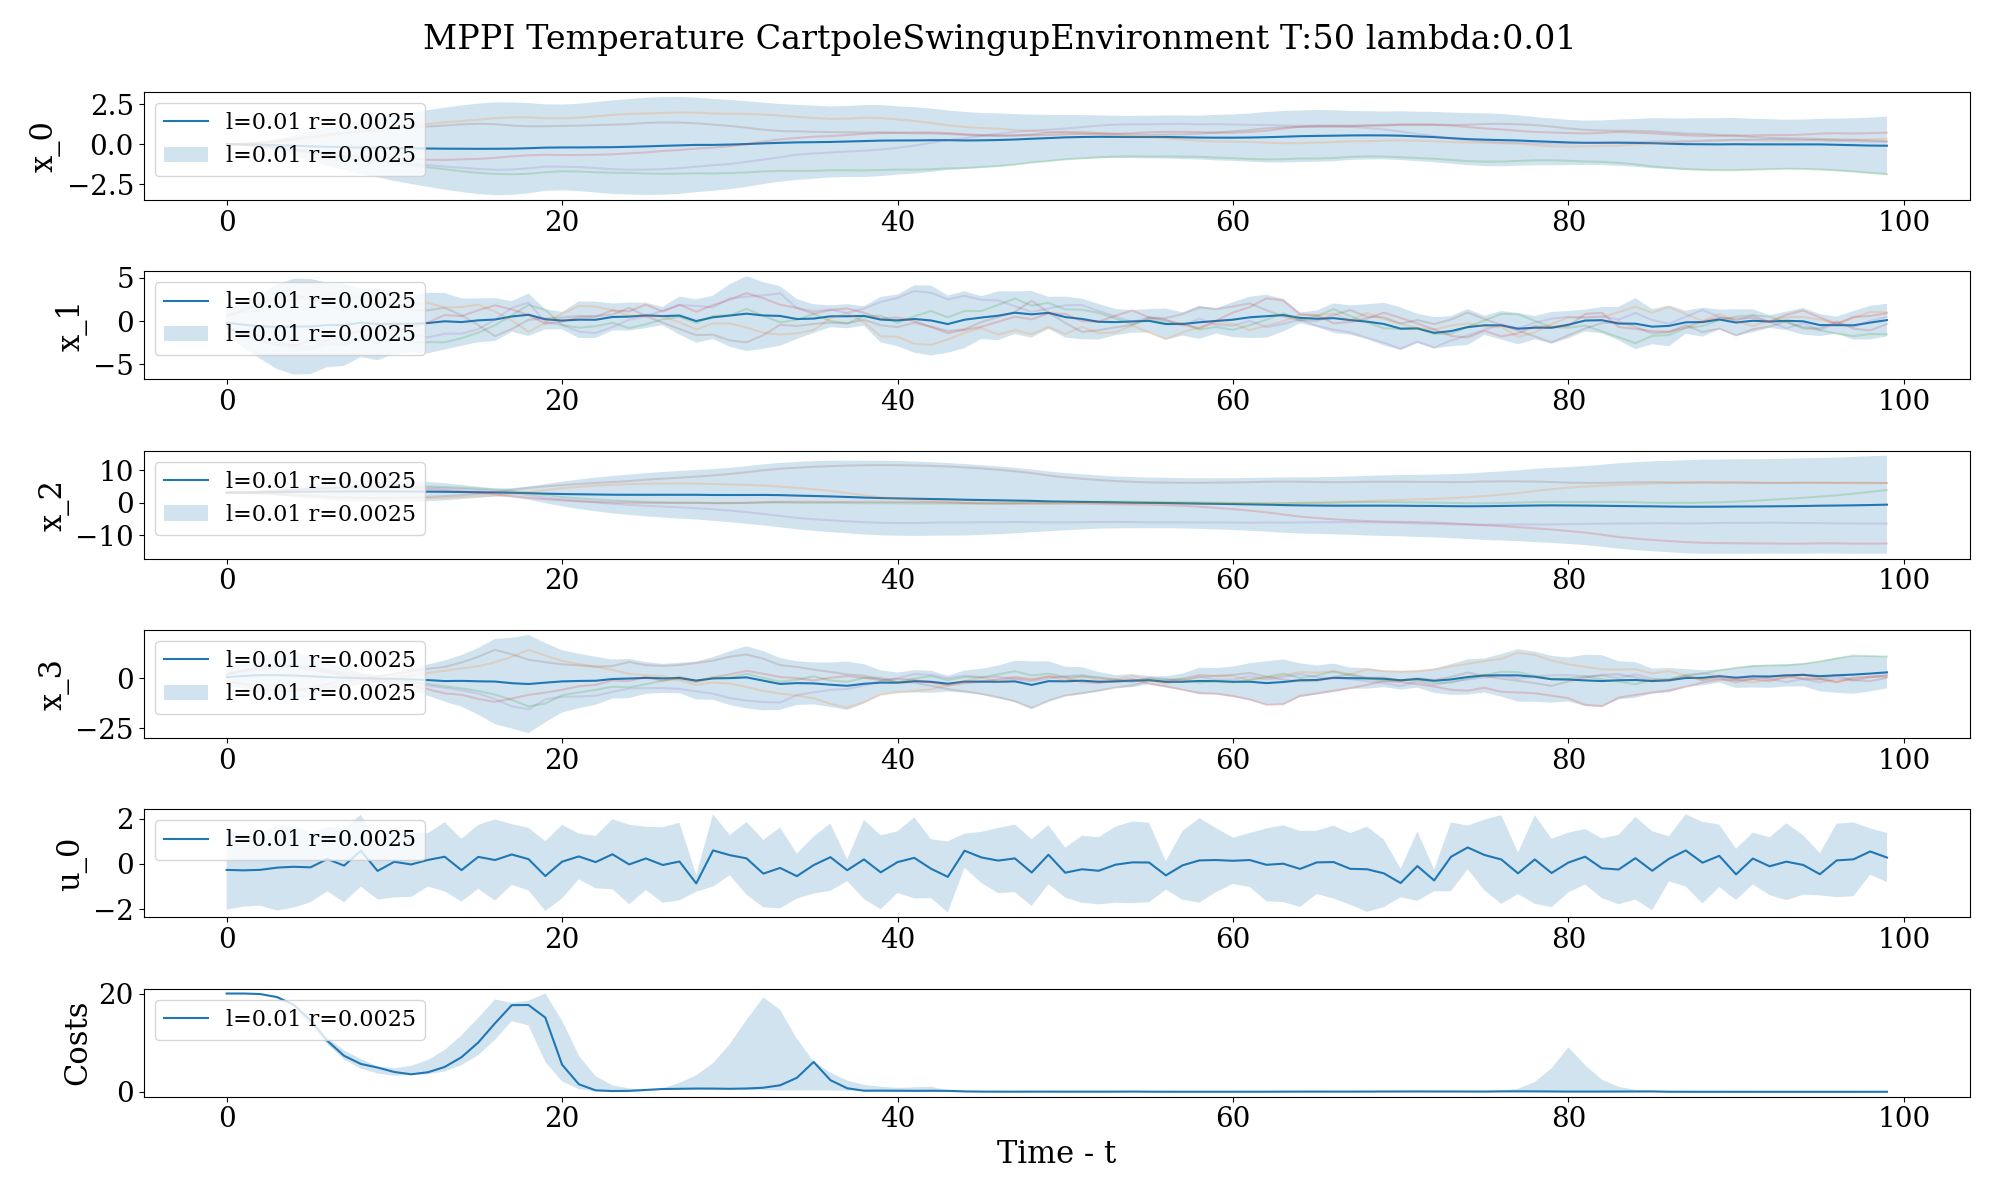 MPPI Temperature CartpoleSwingupEnvironment T:50 lambda:0.01
x_0
2.5
0.0
−2.5
l=0.01 r=0.0025
l=0.01 r=0.0025
0 20 40 60 80 100
x_1
5
0
−5
l=0.01 r=0.0025
l=0.01 r=0.0025
0 20 40 60 80 100
x_2
10
0
−10
l=0.01 r=0.0025
l=0.01 r=0.0025
0 20 40 60 80 100
x_3
0
−25
l=0.01 r=0.0025
l=0.01 r=0.0025
0 20 40 60 80 100
u_0
2
0
−2
l=0.01 r=0.0025
0 20 40 60 80 100
Costs
20
0
l=0.01 r=0.0025
0 20 40 60 80 100
Time - t